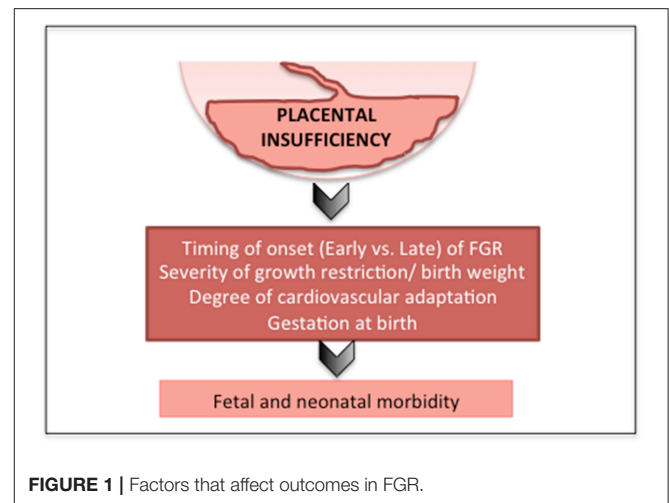 PLACENTAL
INSUFFICIENCY
Timing of onset (Early vs. Late) of FGR
Severity of growth restriction/ birth weight
Degree of cardiovascular adaptation
Gestation at birth
Fetal and neonatal morbidity
FIGURE 1 | Factors that affect outcomes in FGR.